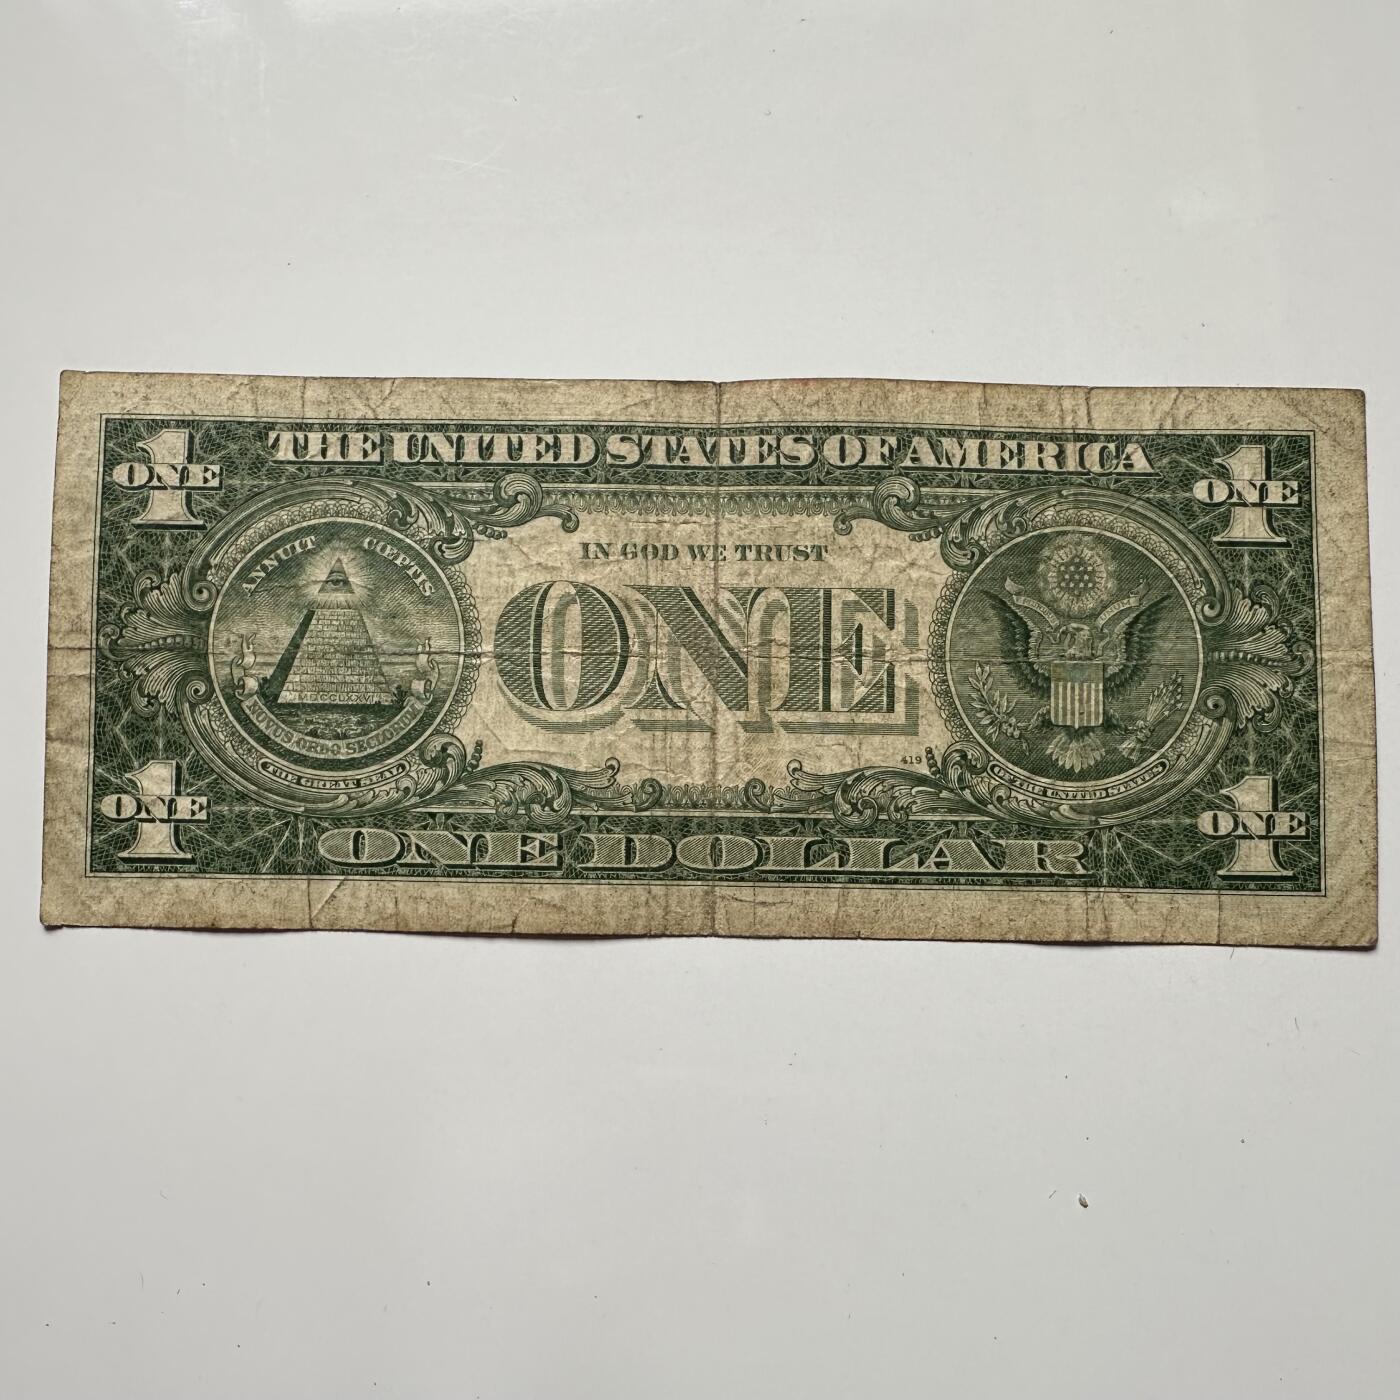 THE UNITED STATES OF AMERICA
1
ONE
1
ONE
IN GOD WE TRUST
ANNUIT CŒPTIS
ONE
MDCCLXXVI
NOVUS ORDO SECLORUM
THE GREAT SEAL
419
OF THE UNITED STATES
1
ONE
1
ONE
ONE DOLLAR